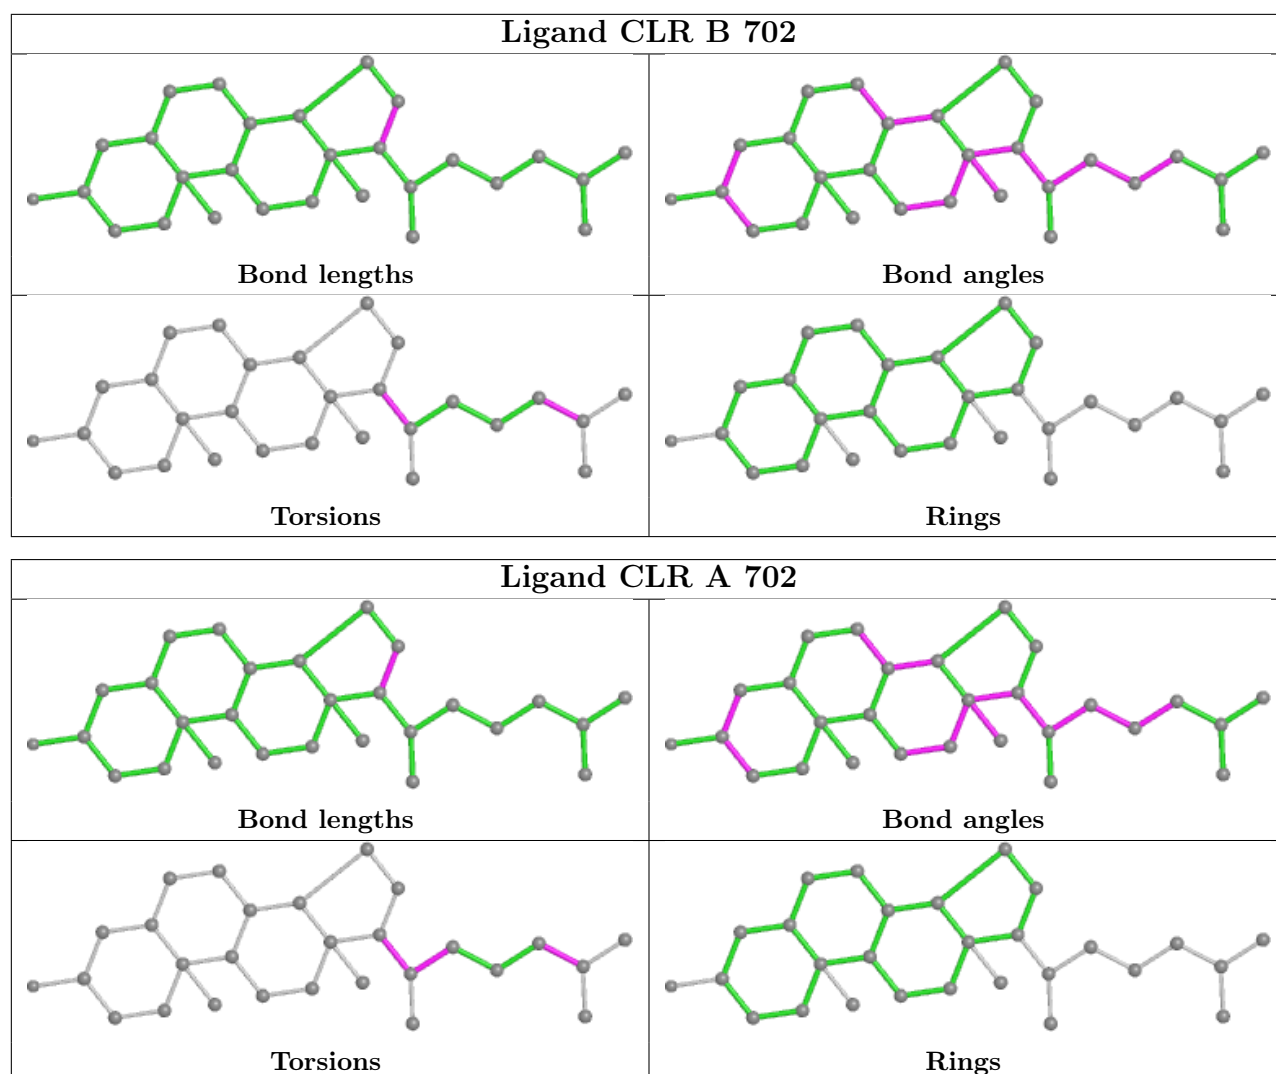 Ligand CLR B 702
Bond lengths
Bond angles
Torsions
Rings
Ligand CLR A 702
Bond lengths
Bond angles
Torsions
Rings